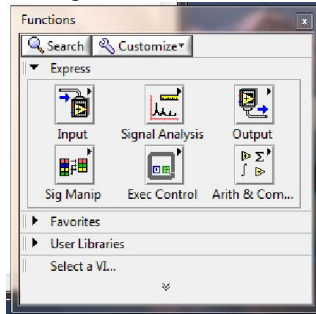 Functions
Search Customize
Express
Input Signal Analysis Output
Sig Manip Exec Control Arith & Com...
Favorites
User Libraries
Select a VI...